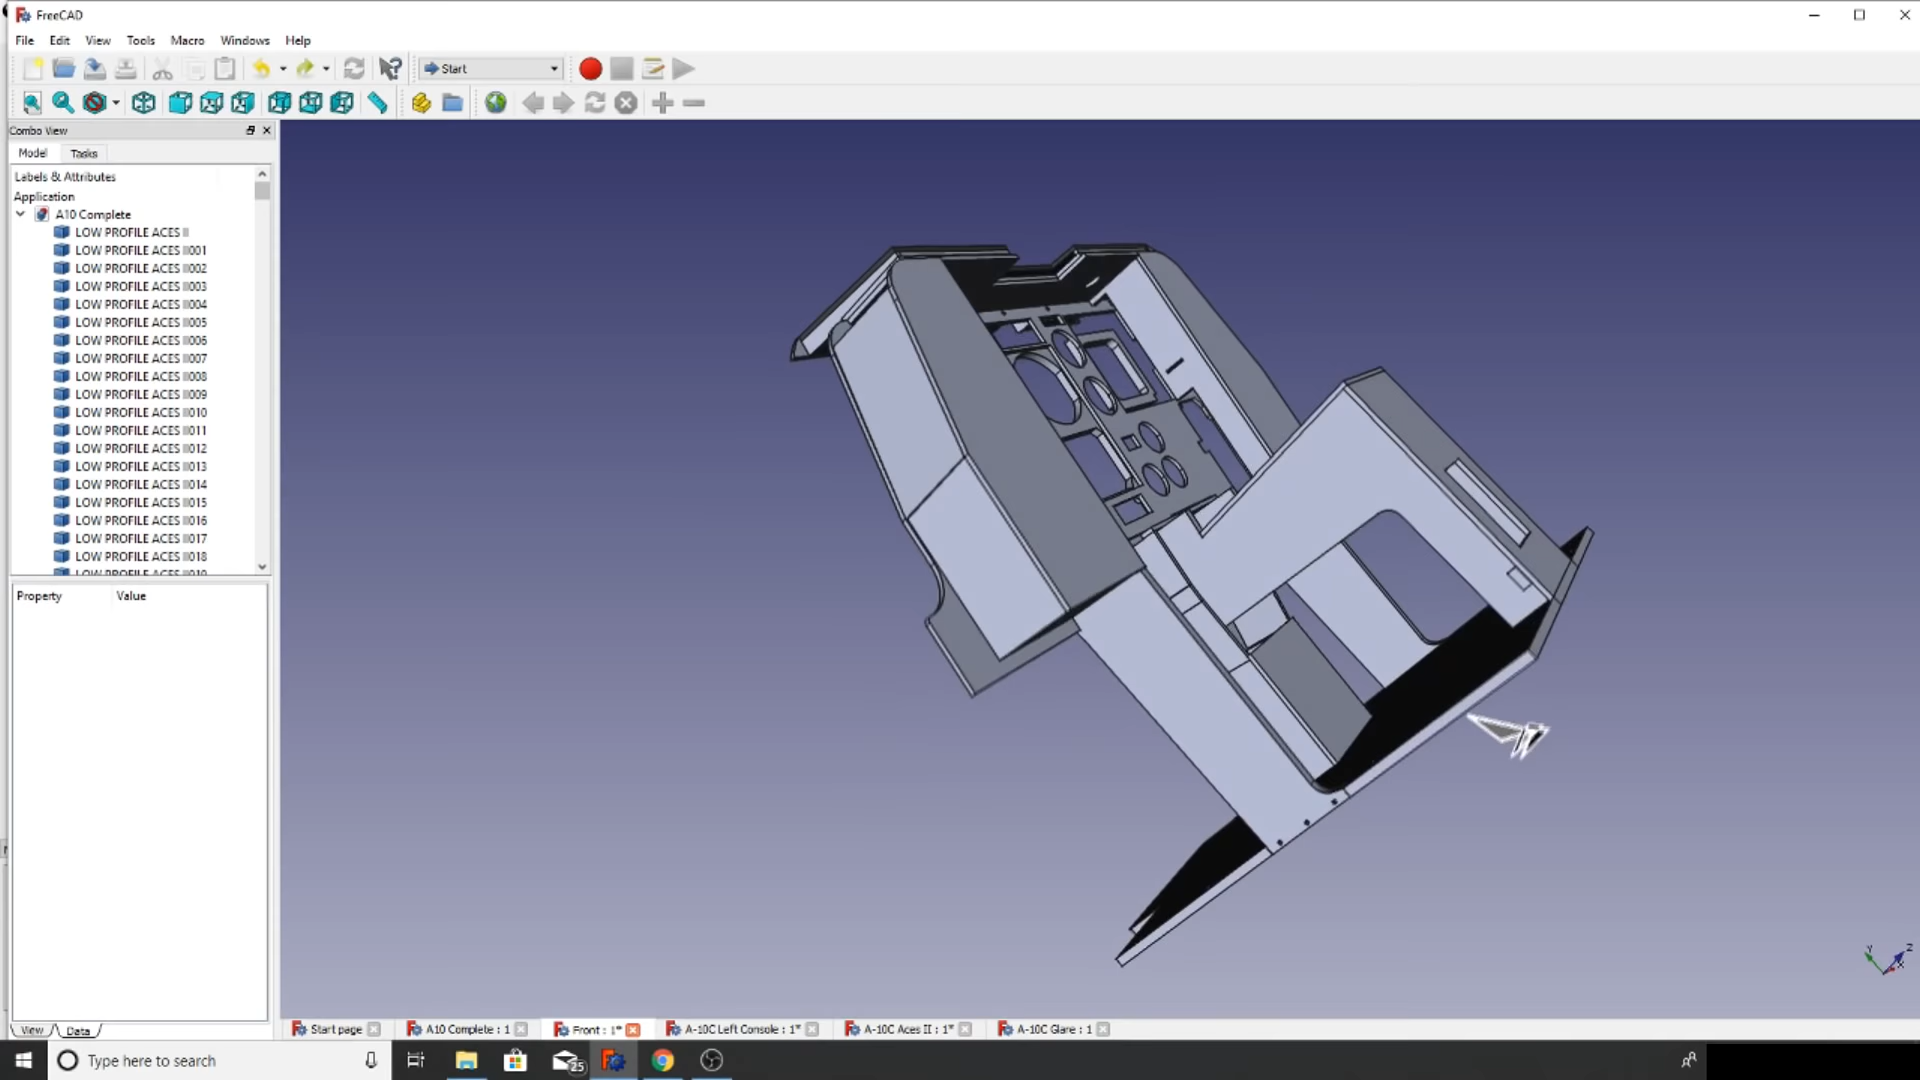 FreeCAD
File Edit View Tools Macro Windows Help
Start
Combo View
Model Tasks
Labels & Attributes
Application
A10 Complete
LOW PROFILE ACES II
LOW PROFILE ACES II001
LOW PROFILE ACES II002
LOW PROFILE ACES II003
LOW PROFILE ACES II004
LOW PROFILE ACES II005
LOW PROFILE ACES II006
LOW PROFILE ACES II007
LOW PROFILE ACES II008
LOW PROFILE ACES II009
LOW PROFILE ACES II010
LOW PROFILE ACES II011
LOW PROFILE ACES II012
LOW PROFILE ACES II013
LOW PROFILE ACES II014
LOW PROFILE ACES II015
LOW PROFILE ACES II016
LOW PROFILE ACES II017
LOW PROFILE ACES II018
LOW PROFILE ACES II019
Property Value
Y Z X
View Data
Start page A10 Complete : 1 Front : 1* A-10C Left Console : 1* A-10C Aces II : 1* A-10C Glare : 1
Type here to search 25